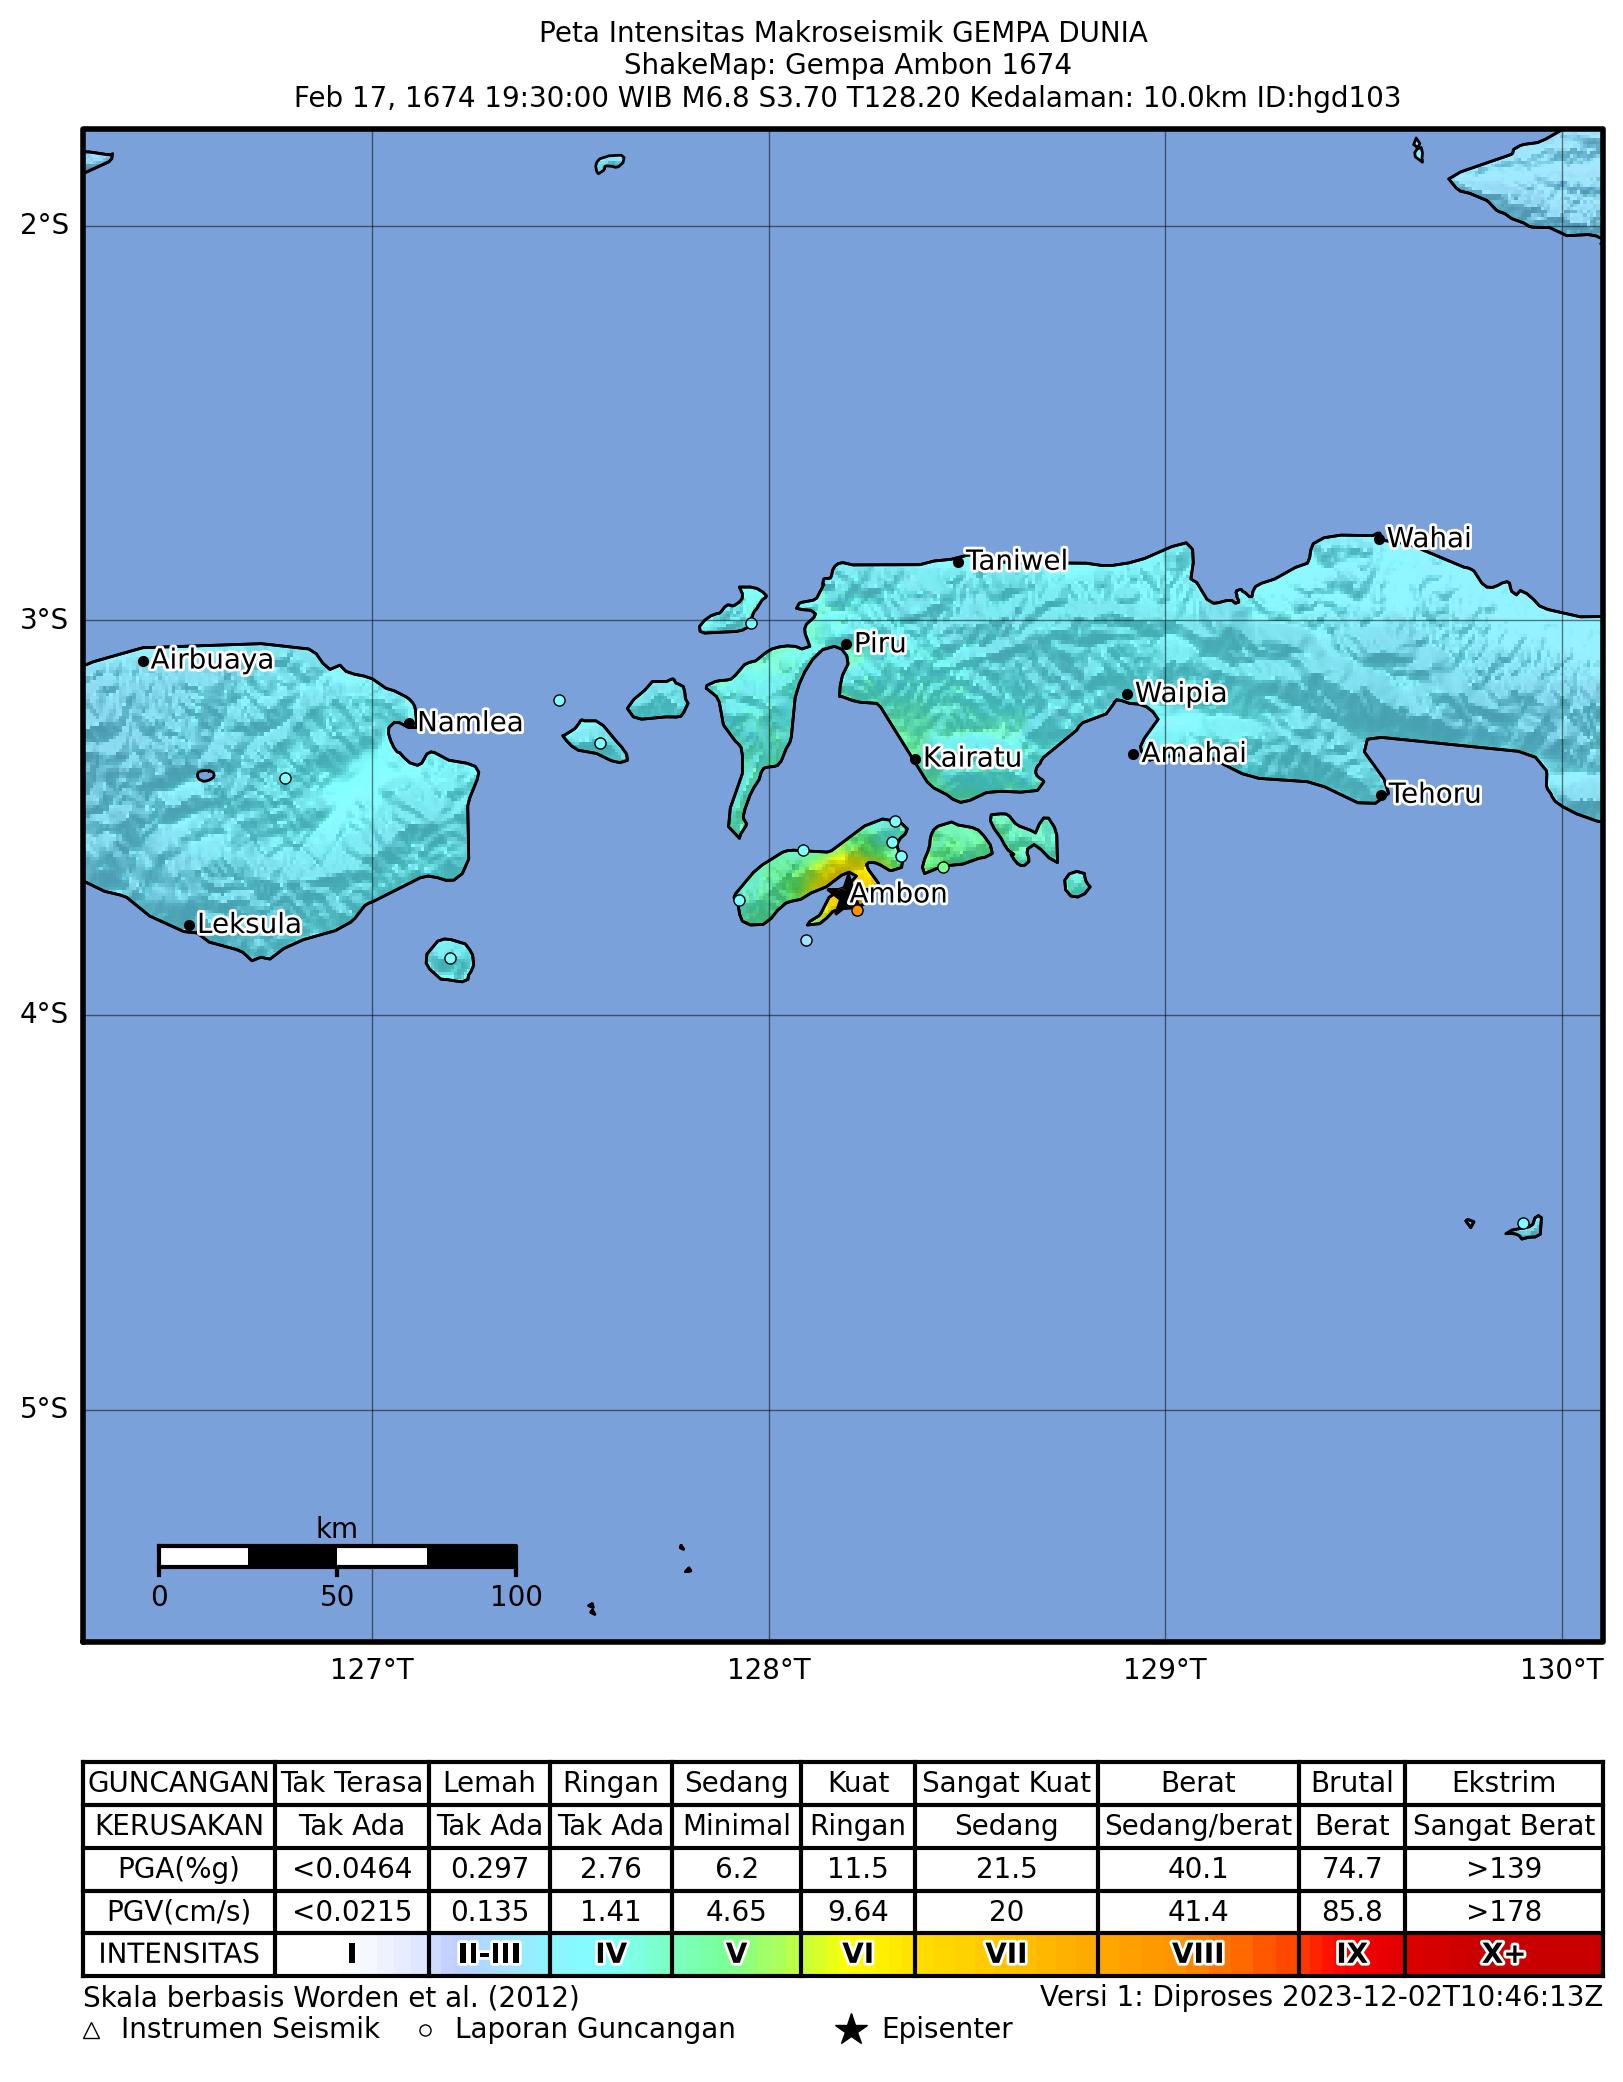 Peta Intensitas Makroseismik GEMPA DUNIA
ShakeMap: Gempa Ambon 1674
Feb 17, 1674 19:30:00 WIB M6.8 S3.70 T128.20 Kedalaman: 10.0km ID:hgd103
2°S
Wahai
Taniwel
3°S
Piru
Airbuaya
Waipia
Namlea
Amahai
Kairatu
Tehoru
Ambon
Leksula
4°S
5°S
km
0 50 100
127°T 128°T 129°T 130°T
GUNCANGAN Tak Terasa Lemah Ringan Sedang Kuat Sangat Kuat Berat Brutal Ekstrim
KERUSAKAN Tak Ada Tak Ada Tak Ada Minimal Ringan Sedang Sedang/berat Berat Sangat Berat
PGA(%g) <0.0464 0.297 2.76 6.2 11.5 21.5 40.1 74.7 >139
PGV(cm/s) <0.0215 0.135 1.41 4.65 9.64 20 41.4 85.8 >178
INTENSITAS I II-III IV V VI VII VIII IX X+
Skala berbasis Worden et al. (2012) Versi 1: Diproses 2023-12-02T10:46:13Z
Instrumen Seismik Laporan Guncangan Episenter